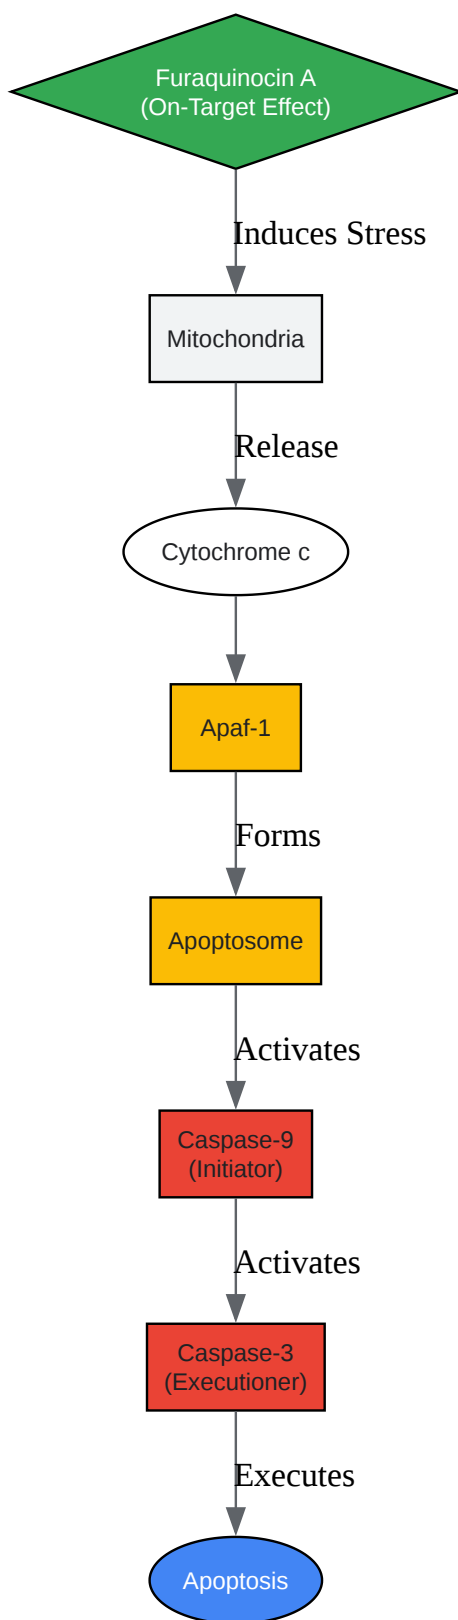 Furaquinocin A
(On-Target Effect)
Induces Stress
Mitochondria
Release
Cytochrome c
Apaf-1
Forms
Apoptosome
Activates
Caspase-9
(Initiator)
Activates
Caspase-3
(Executioner)
Executes
Apoptosis